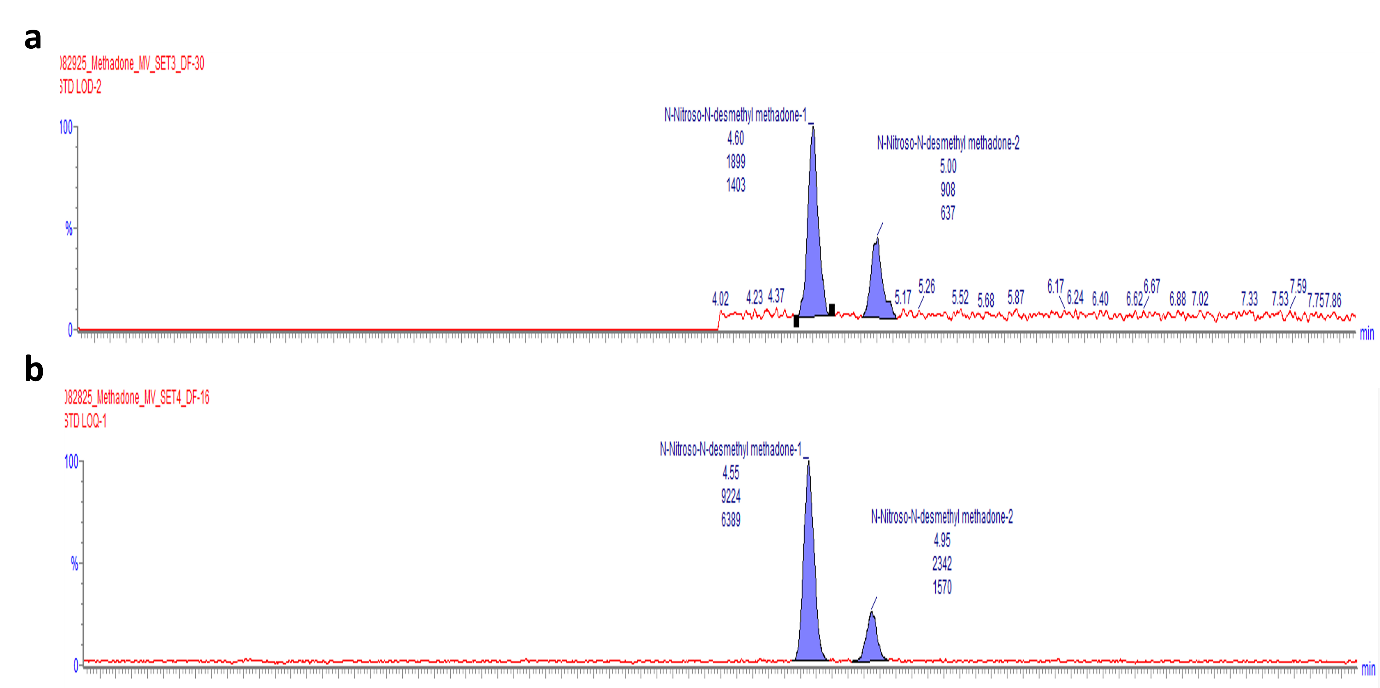 a
082925_Methadone_MV_SET3_DF-30
STD LOD-2
N-Nitroso-N-desmethyl methadone-1
4.60
1899
1403
N-Nitroso-N-desmethyl methadone-2
5.00
908
637
100
%
0
4.02 4.23 4.37 5.17 5.26 5.52 5.68 5.87 6.17 6.24 6.40 6.62 6.67 6.88 7.02 7.33 7.53 7.59 7.75 7.86
min
b
082825_Methadone_MV_SET4_DF-16
STD LOQ-1
N-Nitroso-N-desmethyl methadone-1
4.55
9224
6389
N-Nitroso-N-desmethyl methadone-2
4.95
2342
1570
100
%
0
min